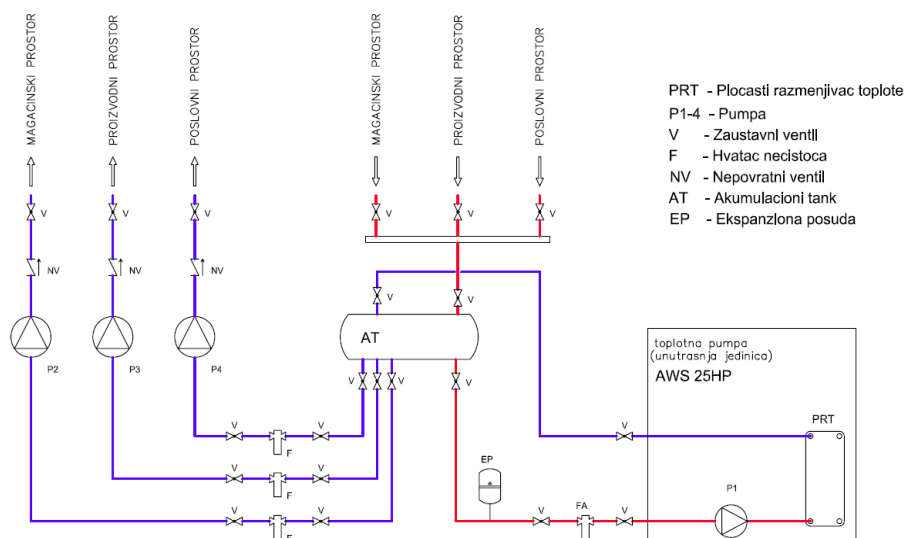 MAGACINSKI PROSTOR
PROIZVODNI PROSTOR
POSLOVNI PROSTOR
MAGACINSKI PROSTOR
PROIZVODNI PROSTOR
POSLOVNI PROSTOR
PRT - Plocasti razmenjivac toplote
P1-4 - Pumpa
V - Zaustavni ventil
F - Hvatac necistoca
NV - Nepovratni ventil
AT - Akumulacioni tank
EP - Ekspanziona posuda
V
V
V
V
V
V
NV
NV
NV
V
V
AT
P2
P3
P4
toplotna pumpa
(unutrasnja jedinica)
AWS 25HP
V
V
V
V
PRT
V
V
V
F
V
V
F
EP
P1
V
V
F
V
FA
V